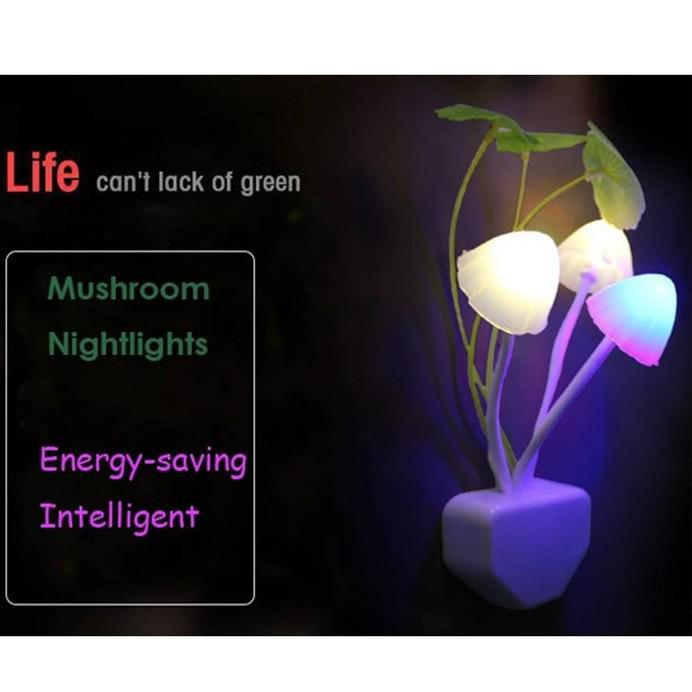 Life can't lack of green
Mushroom
Nightlights
Energy-saving
Intelligent